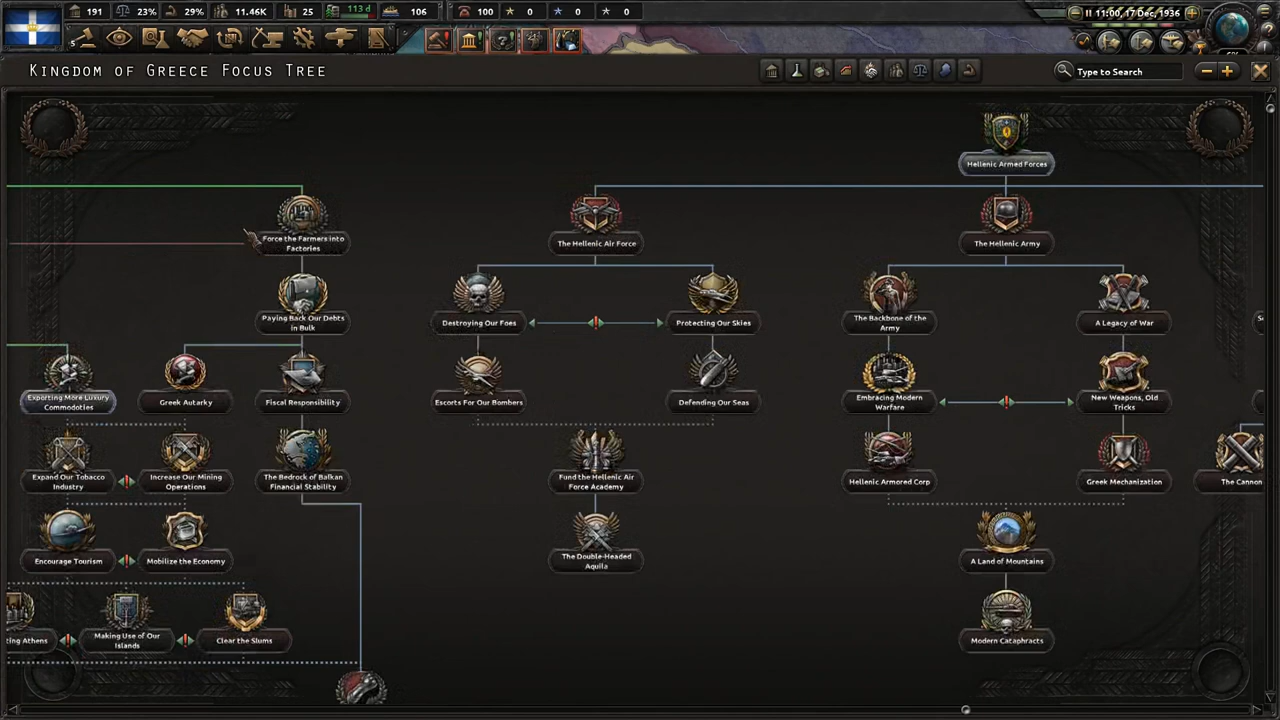 191 23% 29% 11.46K 25 113 d 106 100 0 0 0 11:00, 17 Dec, 1936
5
Kingdom of Greece Focus Tree
Type to Search
Hellenic Armed Forces
Force the Farmers into
Factories
The Hellenic Air Force
The Hellenic Army
Paying Back Our Debts
in Bulk
Destroying Our Foes
Protecting Our Skies
The Backbone of the
Army
A Legacy of War
Exporting More Luxury
Commodities
Greek Autarky
Fiscal Responsibility
Escorts For Our Bombers
Defending Our Seas
Embracing Modern
Warfare
New Weapons, Old
Tricks
Expand Our Tobacco
Industry
Increase Our Mining
Operations
The Bedrock of Balkan
Financial Stability
Fund the Hellenic Air
Force Academy
Hellenic Armored Corp
Greek Mechanization
The Cannon
Encourage Tourism
Mobilize the Economy
The Double-Headed
Aquila
A Land of Mountains
ting Athens
Making Use of Our
Islands
Clear the Slums
Modern Cataphracts